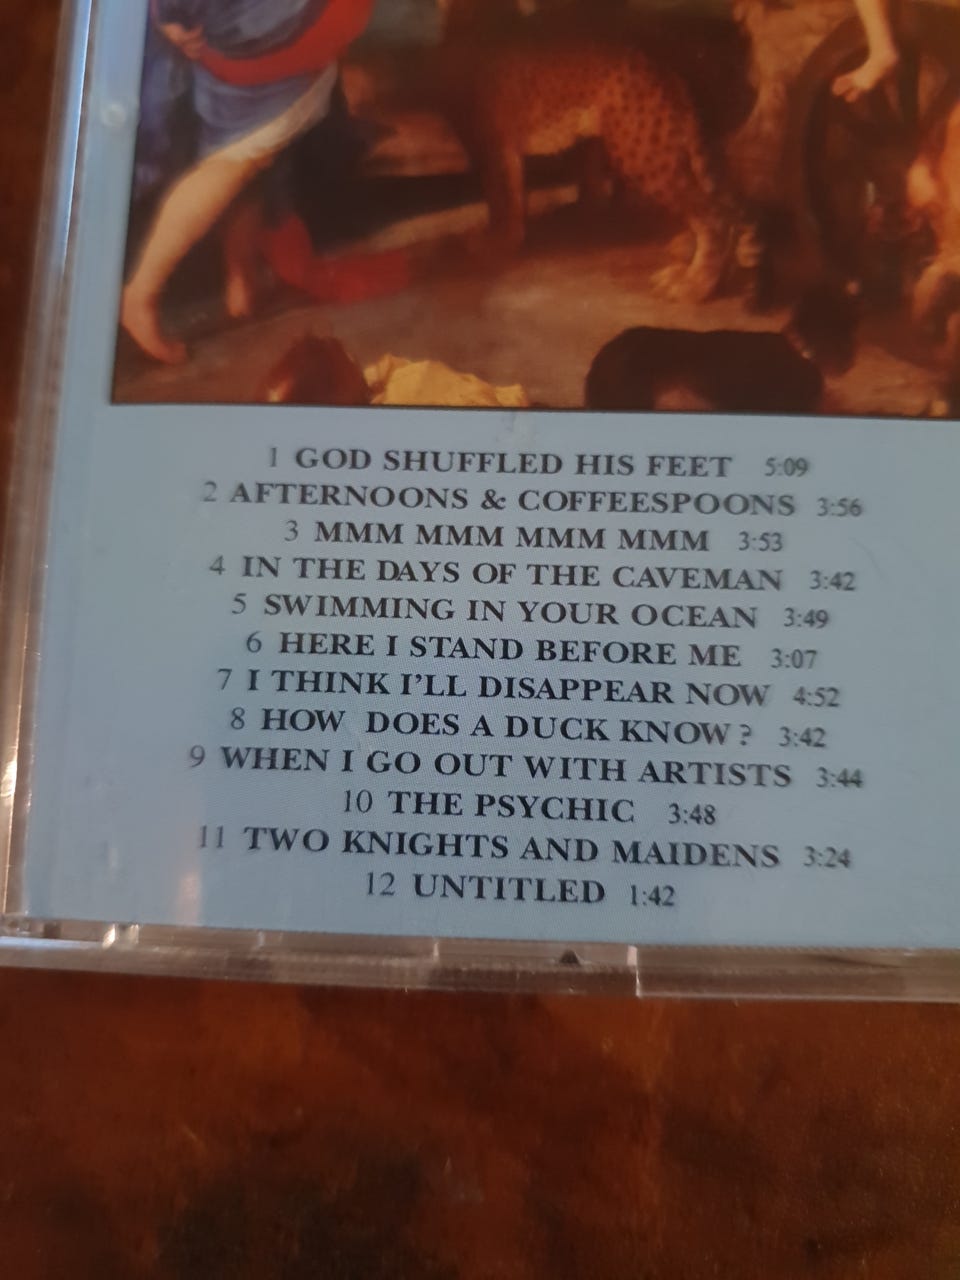 1 GOD SHUFFLED HIS FEET 5:09
2 AFTERNOONS & COFFEESPOONS 3:56
3 MMM MMM MMM MMM 3:53
4 IN THE DAYS OF THE CAVEMAN 3:42
5 SWIMMING IN YOUR OCEAN 3:49
6 HERE I STAND BEFORE ME 3:07
7 I THINK I'LL DISAPPEAR NOW 4:52
8 HOW DOES A DUCK KNOW? 3:42
9 WHEN I GO OUT WITH ARTISTS 3:44
10 THE PSYCHIC 3:48
11 TWO KNIGHTS AND MAIDENS 3:24
12 UNTITLED 1:42